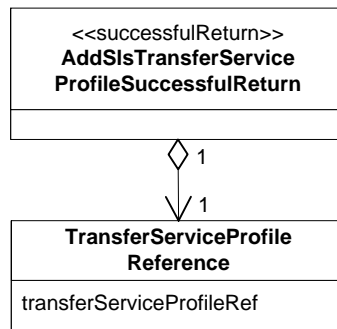 <<successfulReturn>>
AddSlsTransferService
ProfileSuccessfulReturn
1
1
TransferServiceProfile
Reference
transferServiceProfileRef